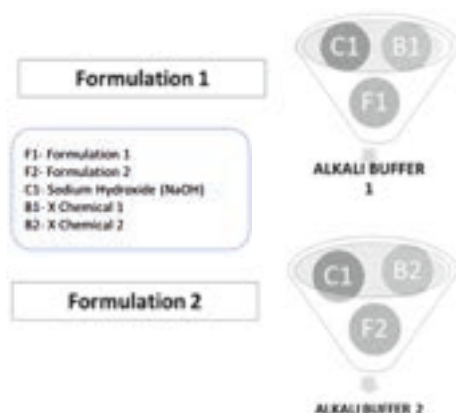 C1 B1
Formulation 1
F1
ALKALI BUFFER
1
F1- Formulation 1
F2- Formulation 2
C1- Sodium Hydroxide (NaOH)
B1- X Chemical 1
B2- X Chemical 2
C1 B2
Formulation 2
F2
ALKALI BUFFER 2